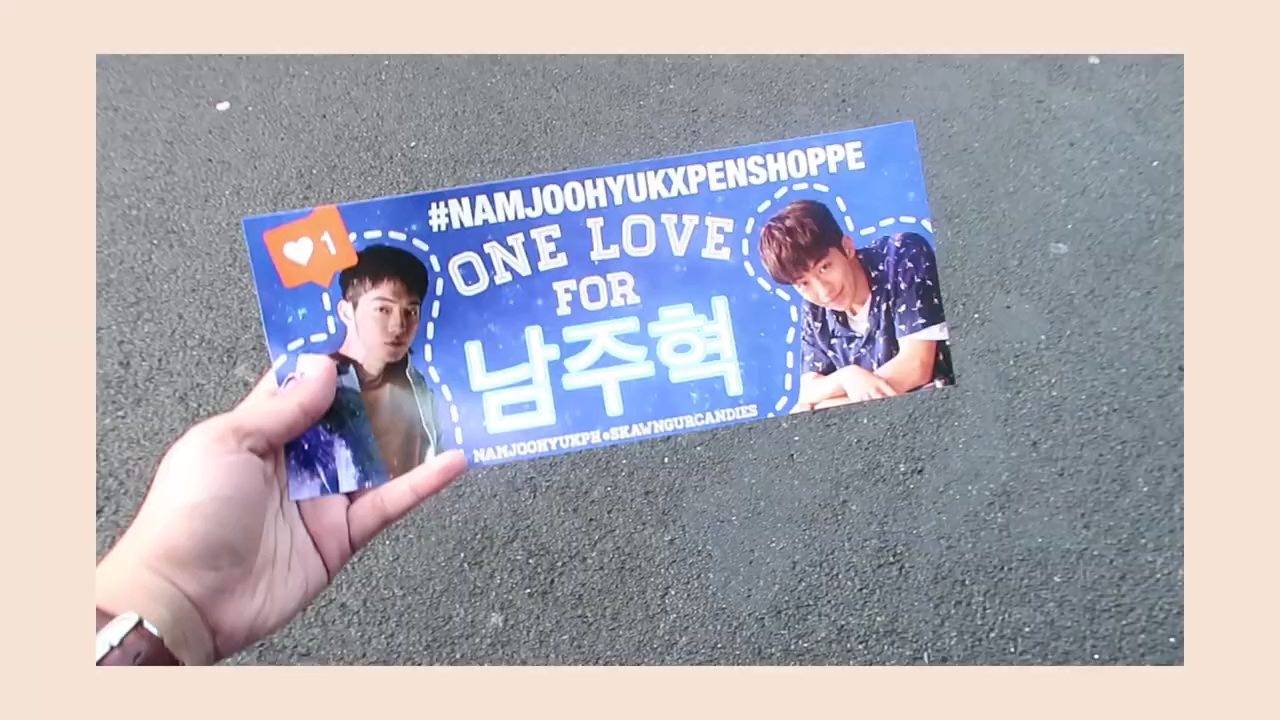 #NAMJOOHYUKXPENSHOPPE
1
ONE LOVE
FOR
남주혁
NAMJOOHYUKPH•SKAWNGURCANDIES